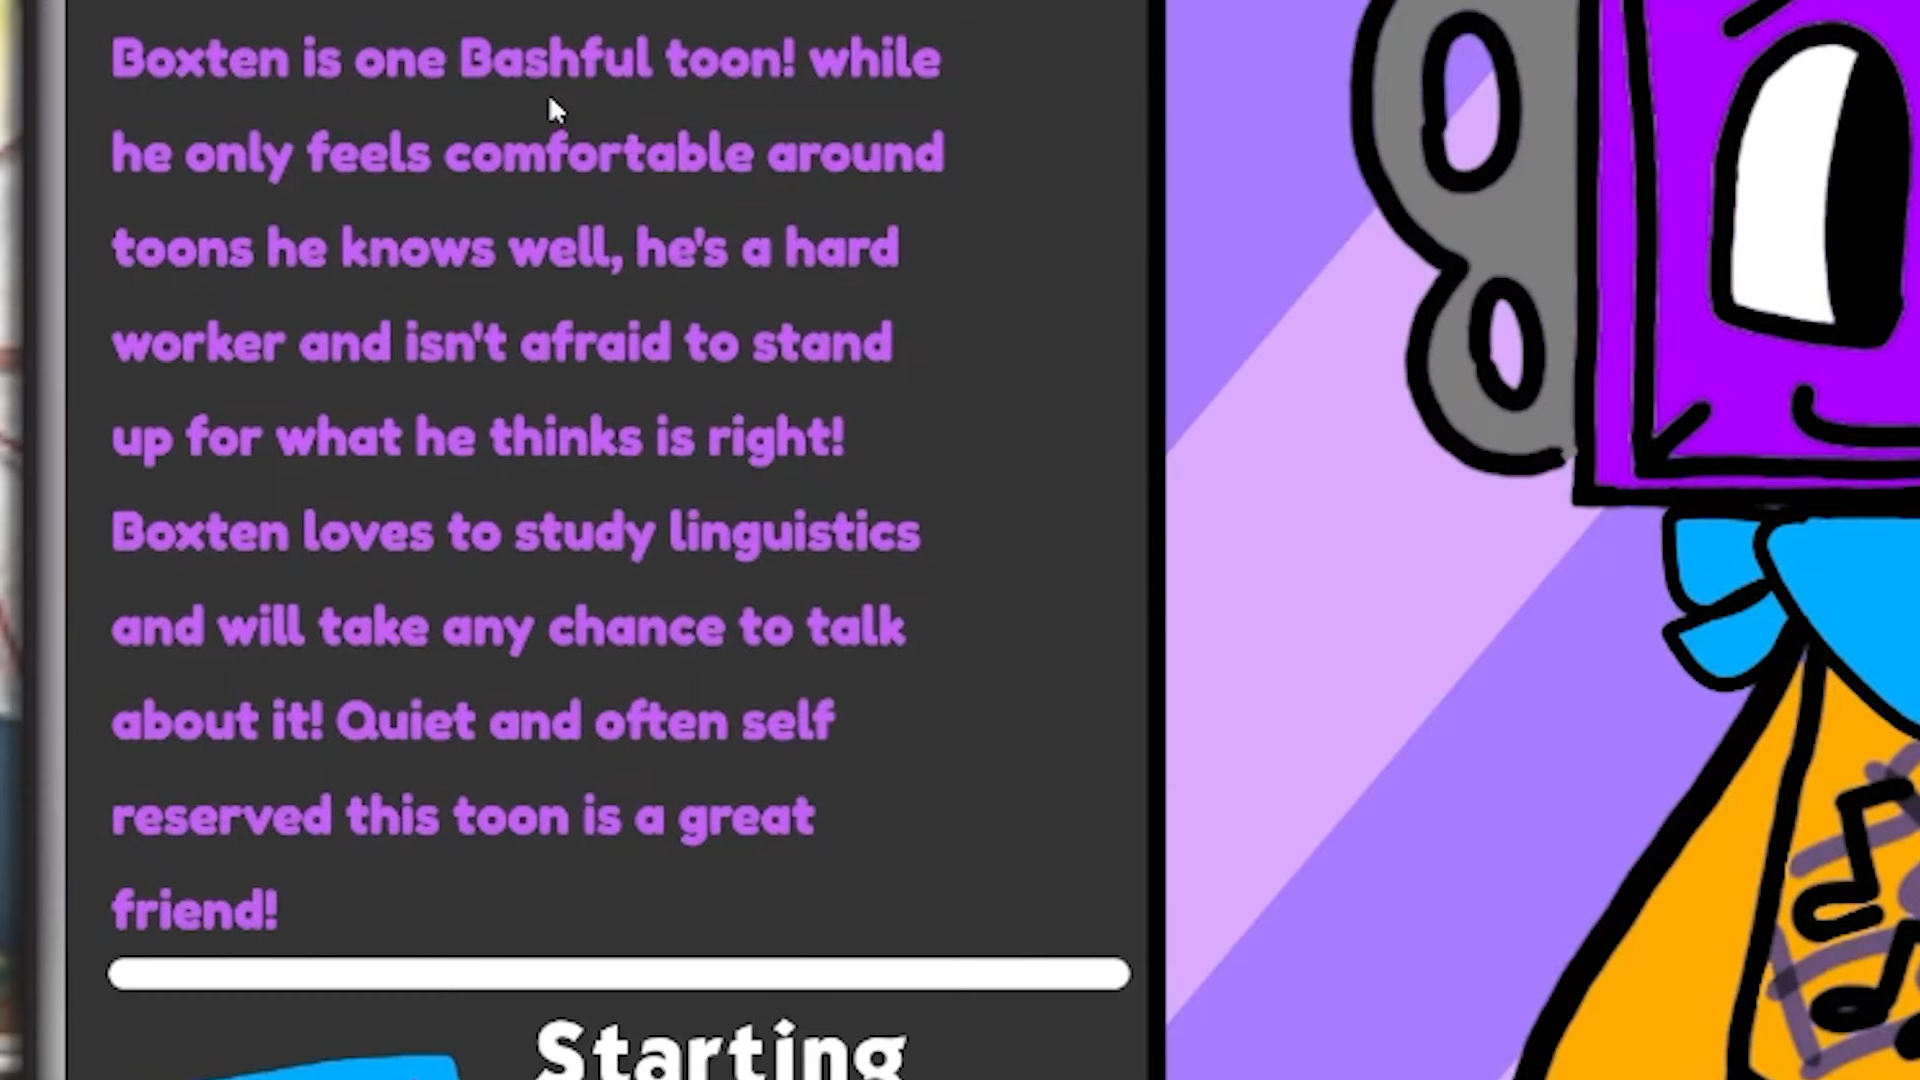 Boxten is one Bashful toon! while
he only feels comfortable around
toons he knows well, he's a hard
worker and isn't afraid to stand
up for what he thinks is right!
Boxten loves to study linguistics
and will take any chance to talk
about it! Quiet and often self
reserved this toon is a great
friend!
Starting